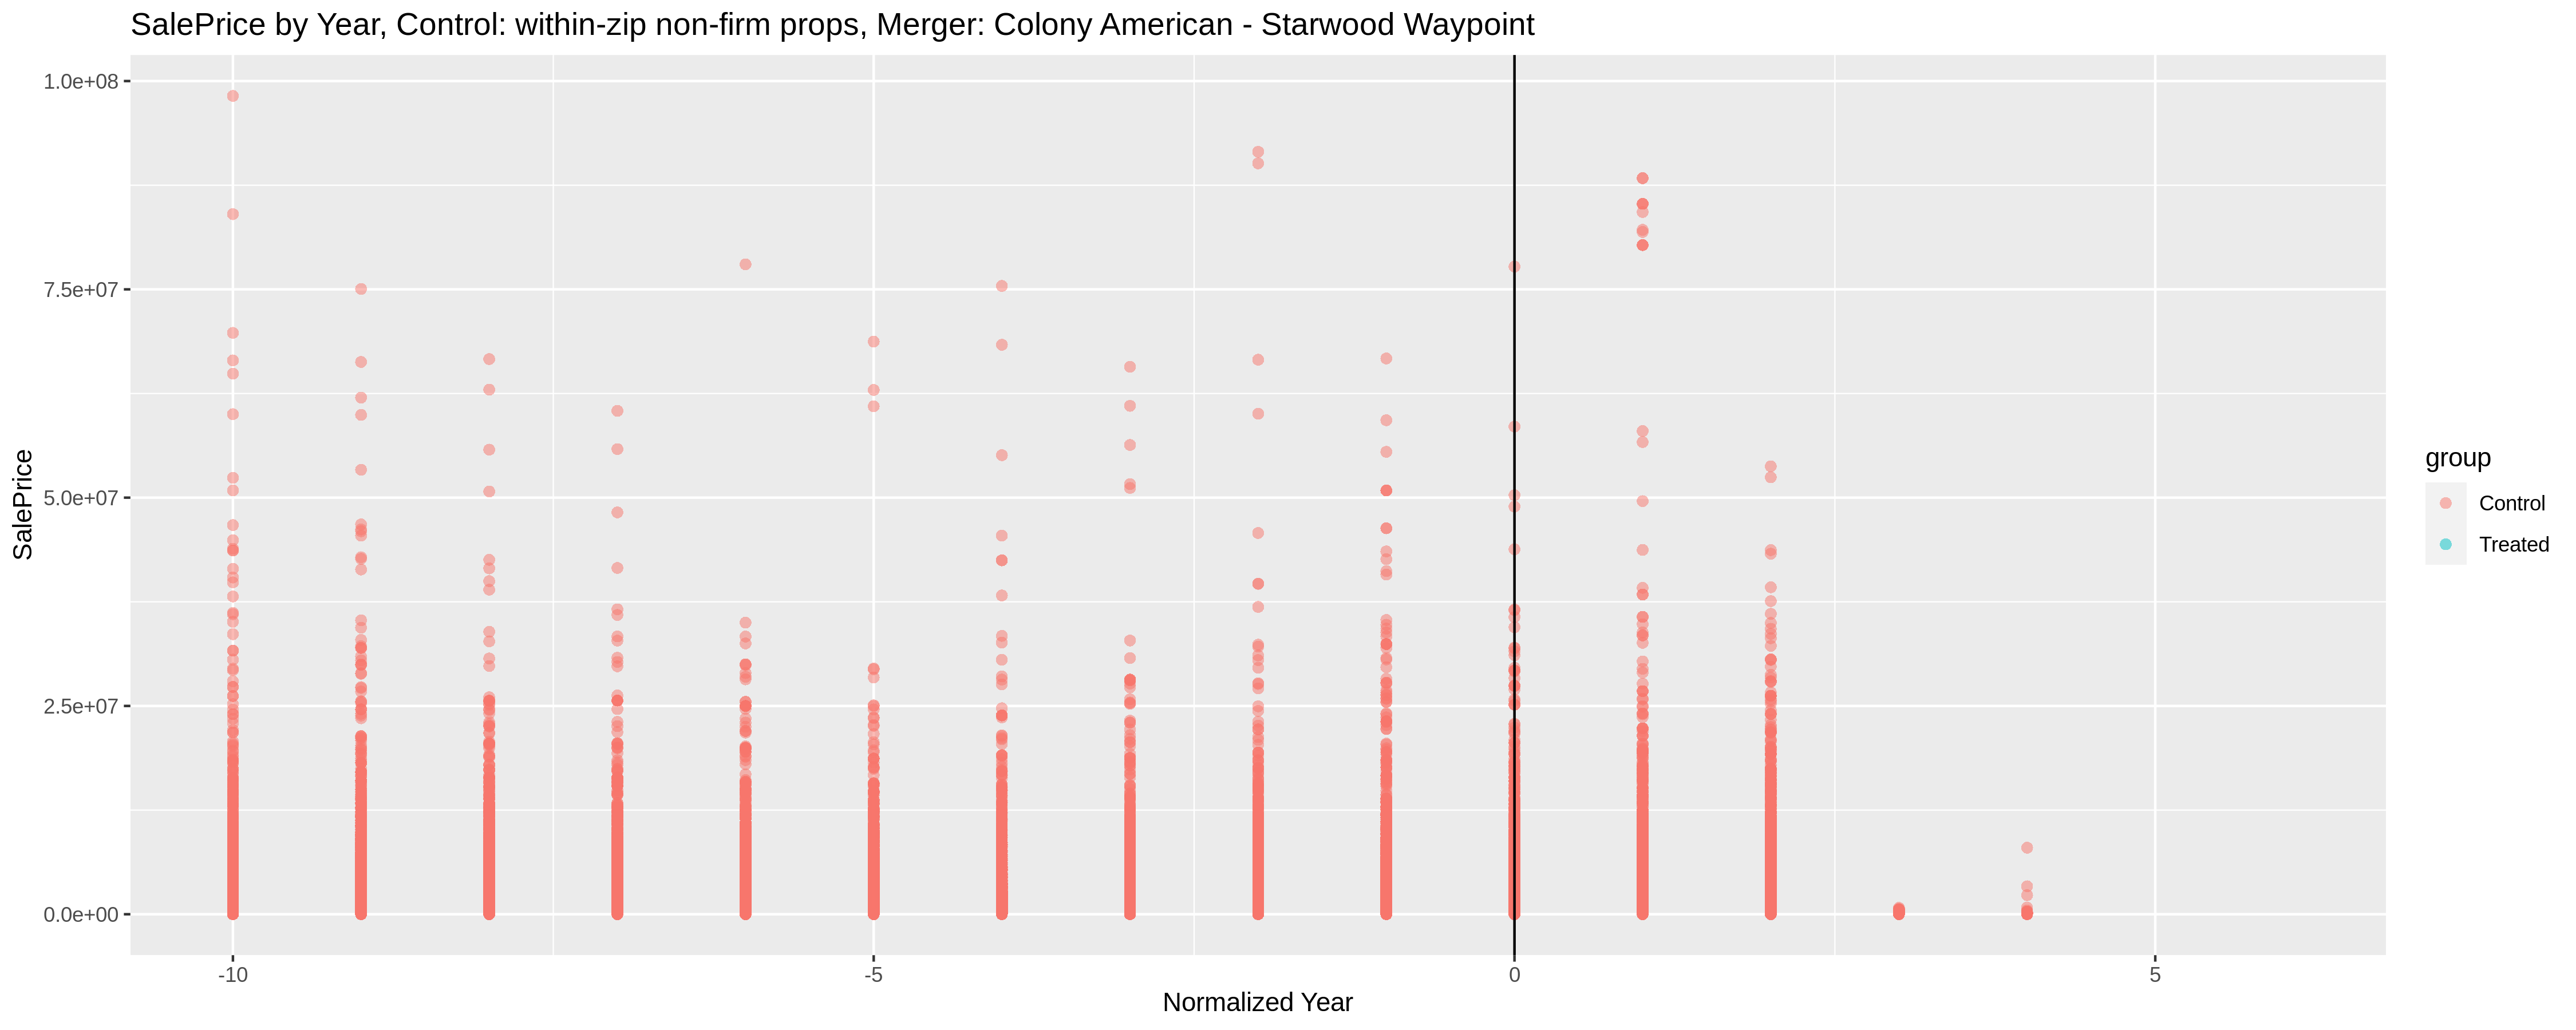 SalePrice by Year, Control: within-zip non-firm props, Merger: Colony American - Starwood Waypoint
1.0e+08
7.5e+07
5.0e+07
2.5e+07
0.0e+00
SalePrice
-10
-5
0
5
Normalized Year
group
Control
Treated